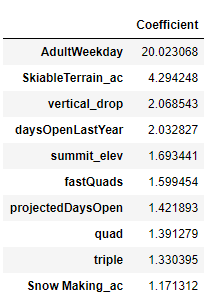 Coefficient
AdultWeekday 20.023068
SkiableTerrain_ac 4.294248
vertical_drop 2.068543
daysOpenLastYear 2.032827
summit_elev 1.693441
fastQuads 1.599454
projectedDaysOpen 1.421893
quad 1.391279
triple 1.330395
Snow Making_ac 1.171312